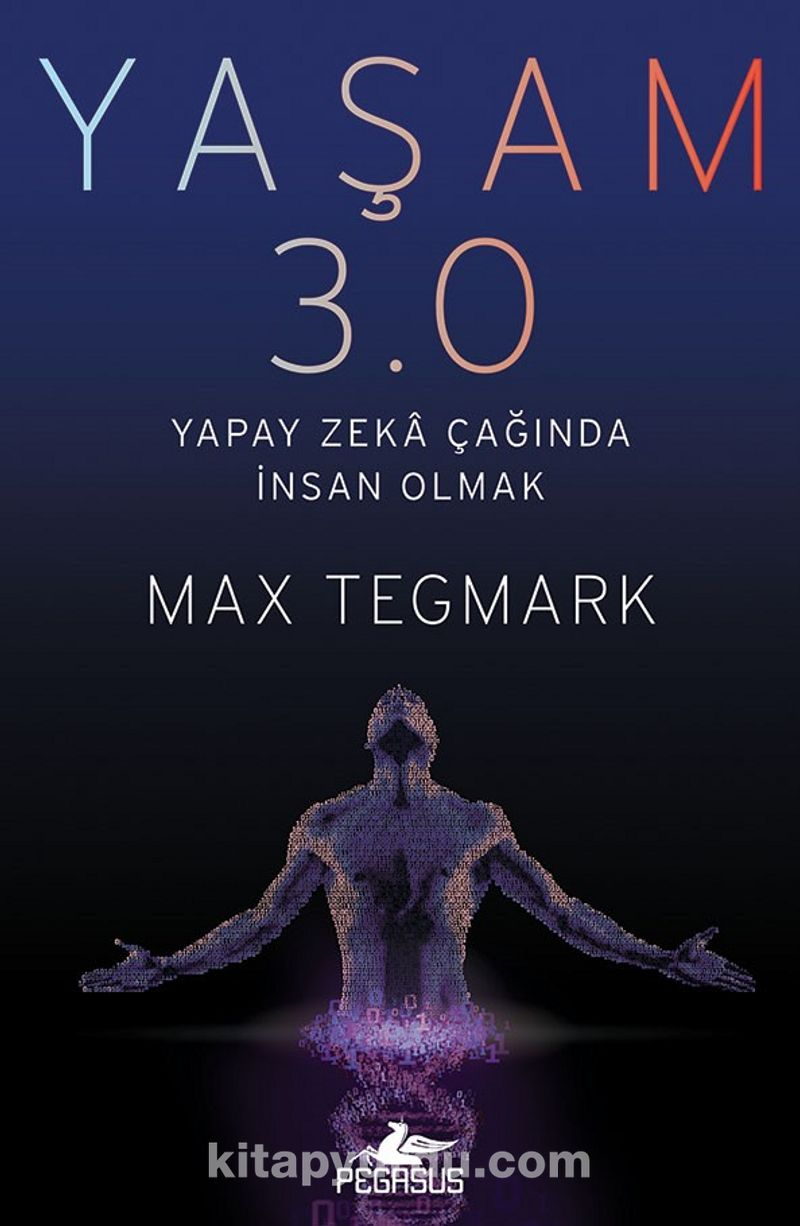 YAŞAM
3.0
YAPAY ZEKÂ ÇAĞINDA
İNSAN OLMAK
MAX TEGMARK
kitapyurdu.com
PEGASUS